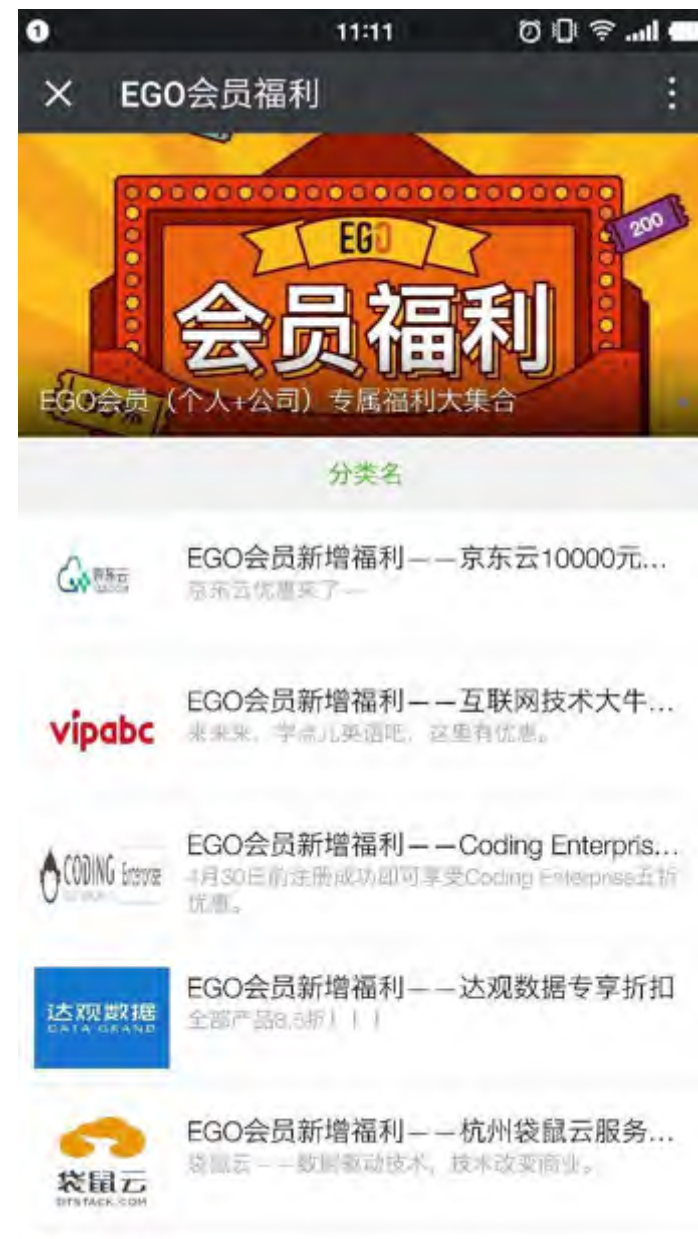 1
11:11
EGO会员福利
200
EGO
会员福利
EGO会员（个人+公司）专属福利大集合
分类名
京东云
EGO会员新增福利——京东云10000元...
京东云优惠来了—
vipabc
EGO会员新增福利——互联网技术大牛...
来来来，学点儿英语吧，这里有优惠。
CODING Enterprise
EGO会员新增福利——Coding Enterpris...
4月30日前注册成功即可享受Coding Enterprise五折
优惠。
达观数据
DATA GRAND
EGO会员新增福利——达观数据专享折扣
全部产品8.5折！！！
袋鼠云
DTSTACK.COM
EGO会员新增福利——杭州袋鼠云服务...
袋鼠云——数据驱动技术，技术改变商业。